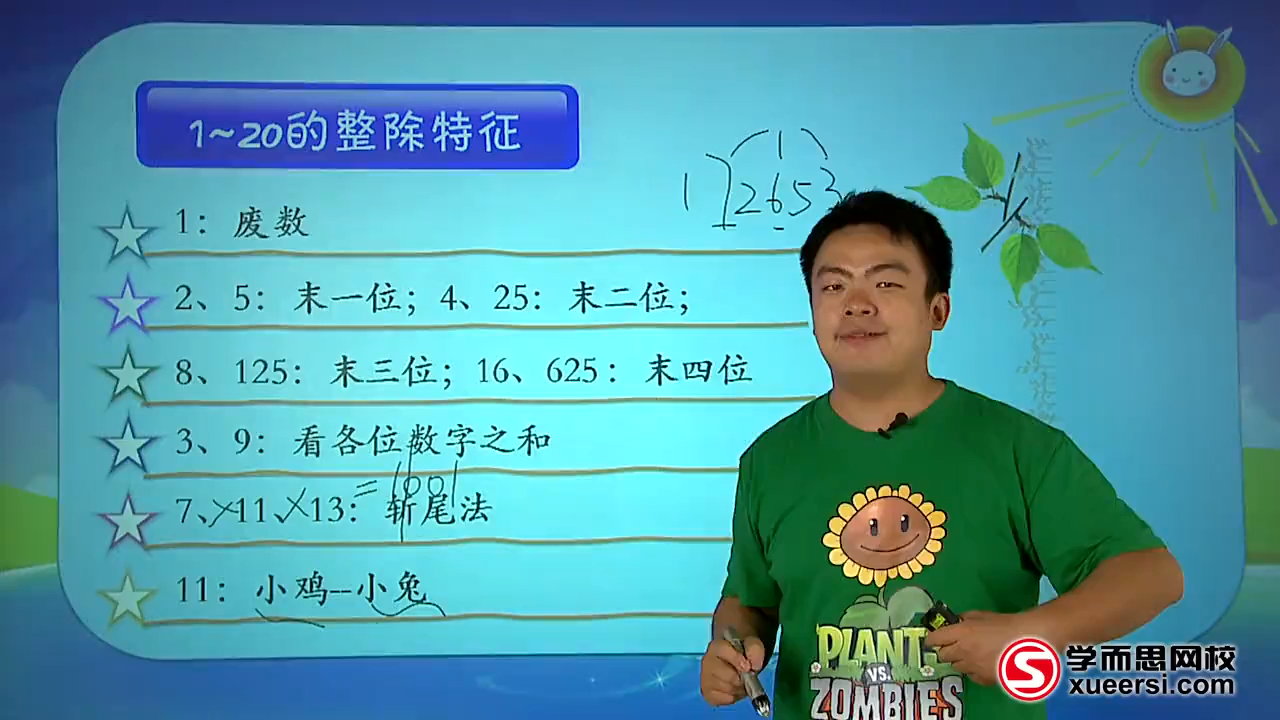 1~20的整除特征
1
1 2653
1：废数
2、5：末一位；4、25：末二位；
8、125：末三位；16、625：末四位
3、9：看各位数字之和
=1001
7、×11、×13：斩尾法
11：小鸡--小兔
PLANTS
VS.
ZOMBIES
学而思网校
xueersi.com